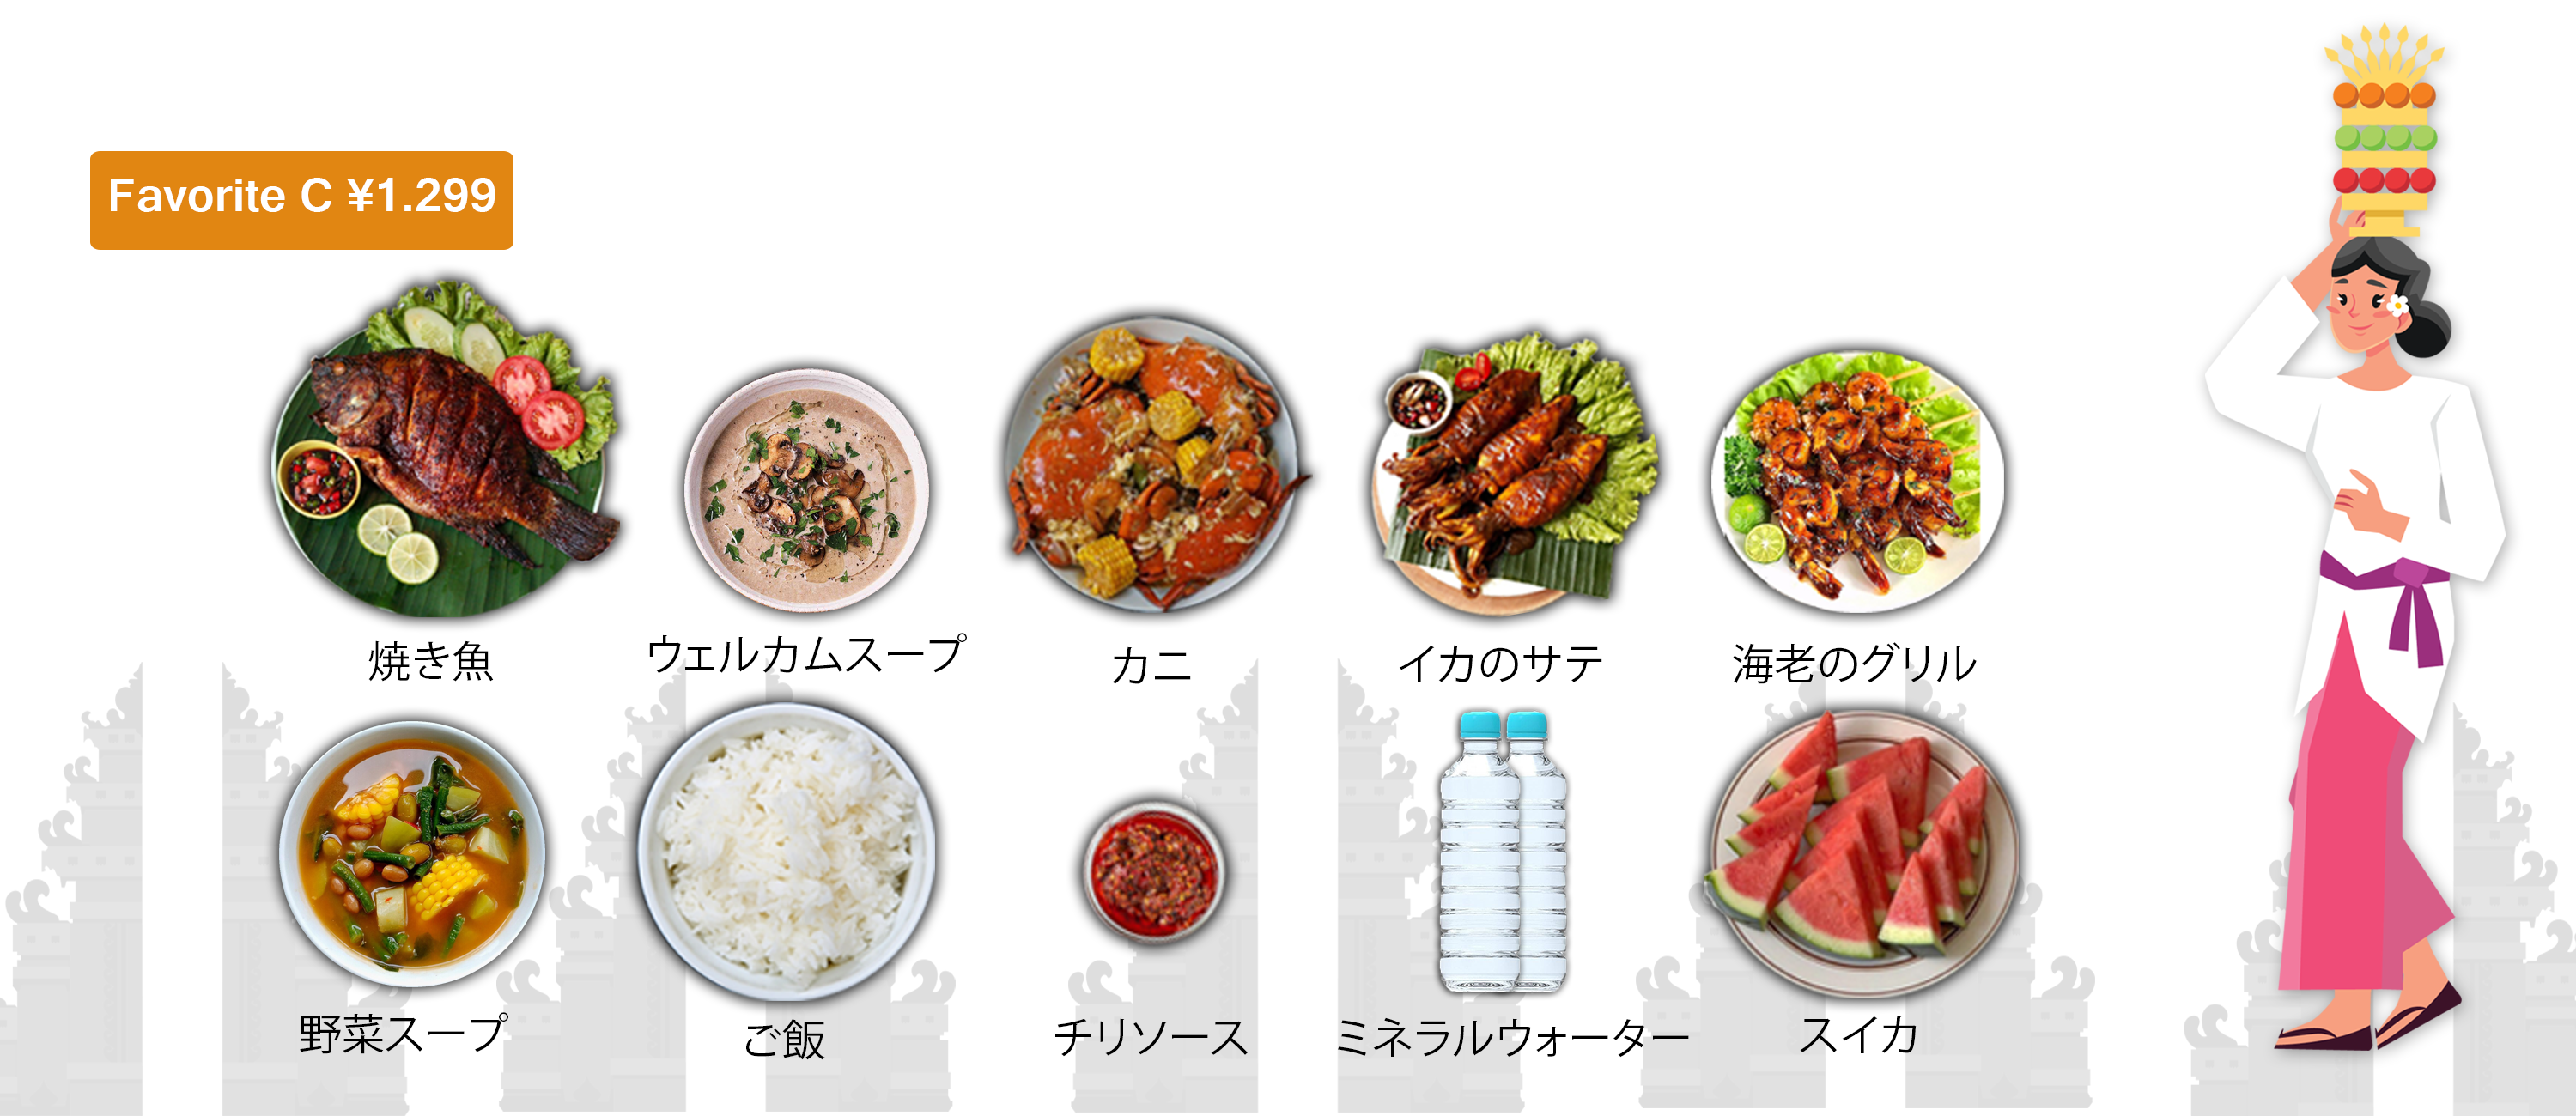 Favorite C ¥1.299
焼き魚
ウェルカムスープ
カニ
イカのサテ
海老のグリル
野菜スープ
ご飯
チリソース
ミネラルウォーター
スイカ